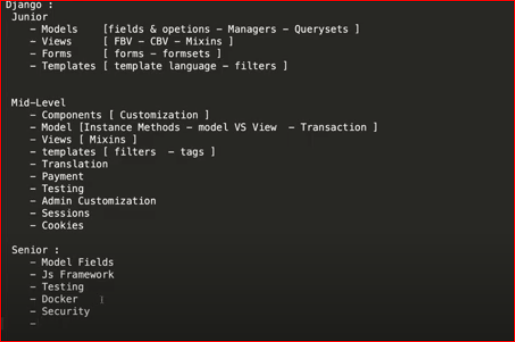 Django :
Junior
- Models [fields & opetions - Managers - Querysets ]
- Views [ FBV - CBV - Mixins ]
- Forms [ forms - formsets ]
- Templates [ template language - filters ]
Mid-Level
- Components [ Customization ]
- Model [Instance Methods - model VS View - Transaction ]
- Views [ Mixins ]
- templates [ filters - tags ]
- Translation
- Payment
- Testing
- Admin Customization
- Sessions
- Cookies
Senior :
- Model Fields
- Js Framework
- Testing
- Docker
- Security
-